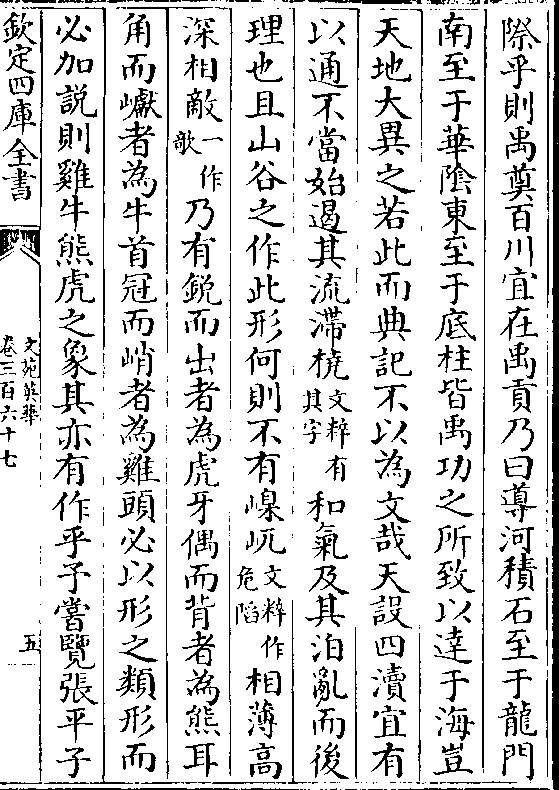 際乎則禹奠百川宜在禹貢乃曰導河積石至于龍門
南至于華陰東至于底柱皆禹功之所致以達于海豈
天地大異之若此而典記不以為文哉天設四瀆宜有
以通不當始遏其流滯橈文粹有其字和氣及其汨亂而後
理也且山谷之作此形何則不有嵲屼文粹作危陷相薄高
深相敵一作歌乃有鋭而出者為虎牙偶而背者為熊耳
角而巘者為牛首冠而峭者為雞頭必以形之類形而
必加説則雞牛熊虎之象其亦有作乎予嘗覽張平子
欽定四庫全書
文苑英華
卷三百六十七
五